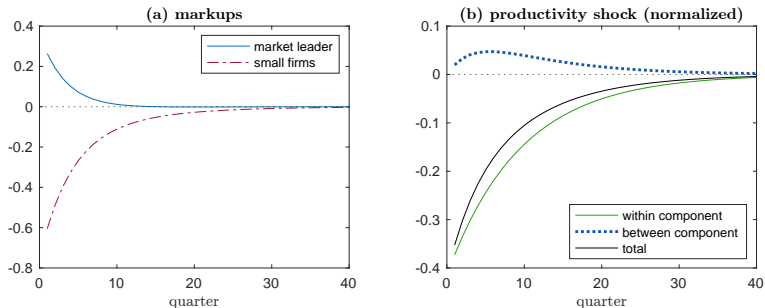 (a) markups
0.4
0.2
0
-0.2
-0.4
-0.6
-0.8
market leader
small firms
0
10
20
30
40
quarter
(b) productivity shock (normalized)
0.1
0
-0.1
-0.2
-0.3
-0.4
within component
between component
total
0
10
20
30
40
quarter